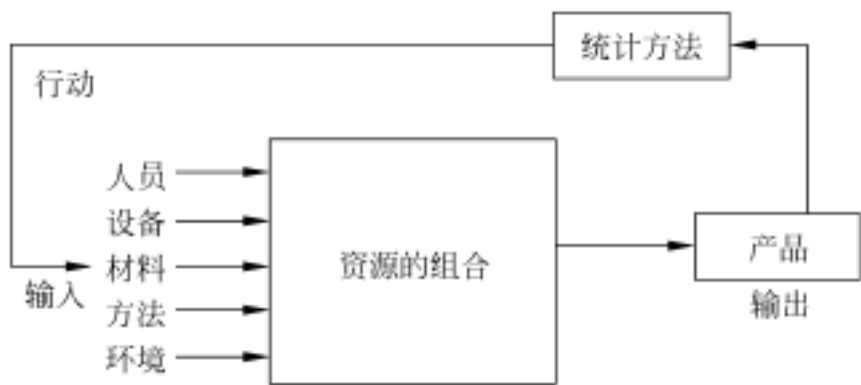 统计方法
行动
人员
设备
材料
方法
环境
输入
资源的组合
产品
输出